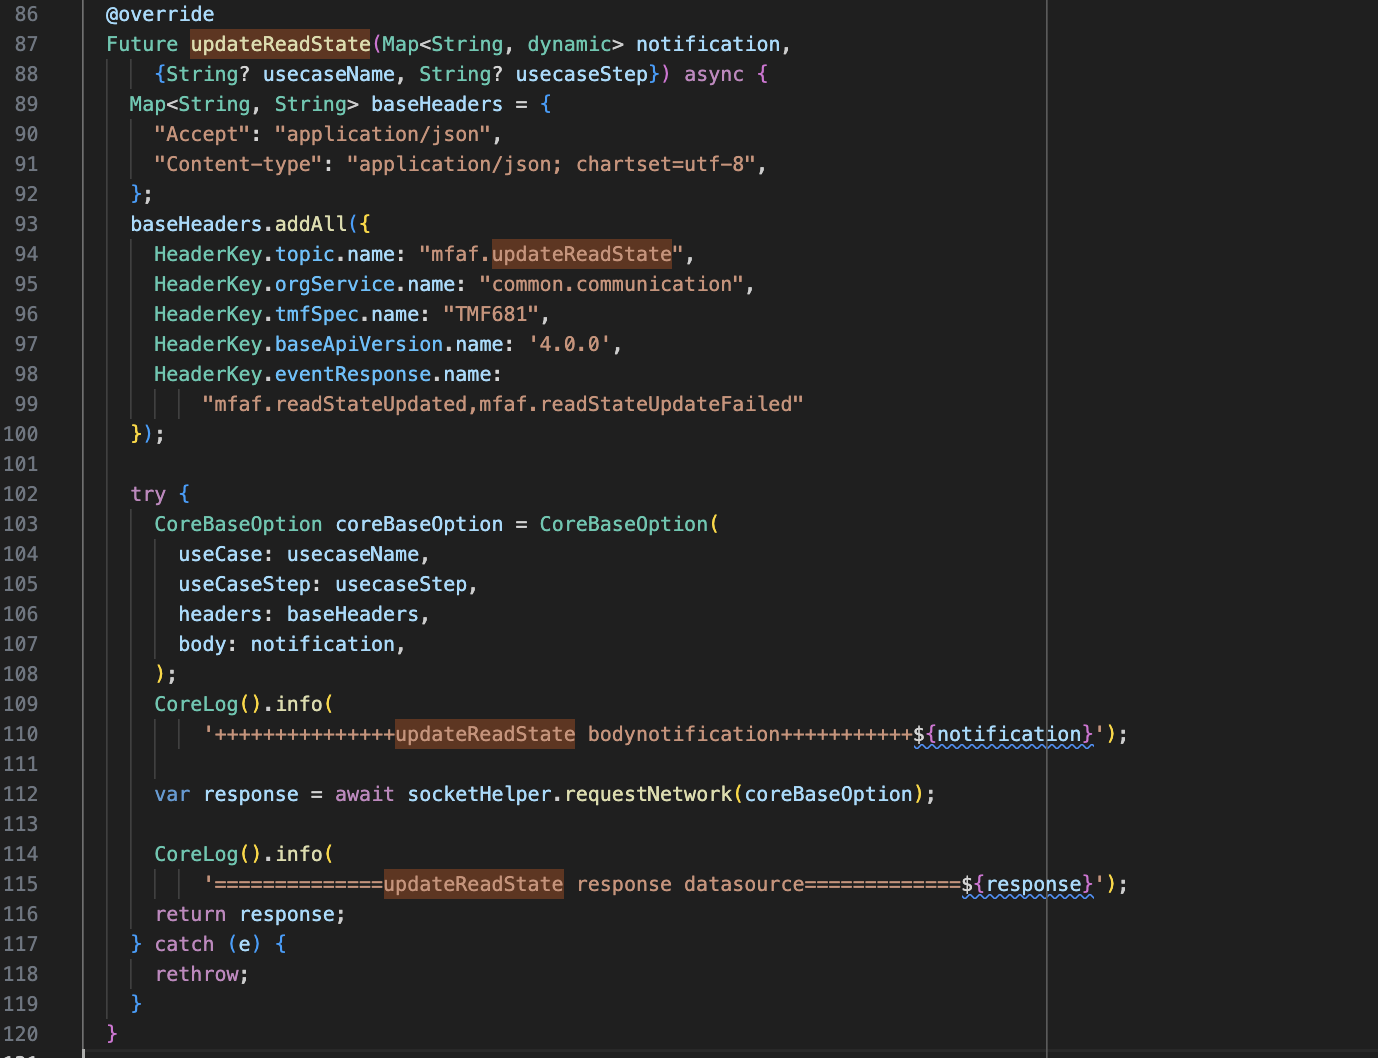 86 @override
87 Future updateReadState(Map<String, dynamic> notification,
88 {String? usecaseName, String? usecaseStep}) async {
89 Map<String, String> baseHeaders = {
90 "Accept": "application/json",
91 "Content-type": "application/json; chartset=utf-8",
92 };
93 baseHeaders.addAll({
94 HeaderKey.topic.name: "mfaf.updateReadState",
95 HeaderKey.orgService.name: "common.communication",
96 HeaderKey.tmfSpec.name: "TMF681",
97 HeaderKey.baseApiVersion.name: '4.0.0',
98 HeaderKey.eventResponse.name:
99 "mfaf.readStateUpdated,mfaf.readStateUpdateFailed"
100 });
101
102 try {
103 CoreBaseOption coreBaseOption = CoreBaseOption(
104 useCase: usecaseName,
105 useCaseStep: usecaseStep,
106 headers: baseHeaders,
107 body: notification,
108 );
109 CoreLog().info(
110 '+++++++++++++++updateReadState bodynotification+++++++++++${notification}');
111
112 var response = await socketHelper.requestNetwork(coreBaseOption);
113
114 CoreLog().info(
115 '==============updateReadState response datasource=============${response}');
116 return response;
117 } catch (e) {
118 rethrow;
119 }
120 }